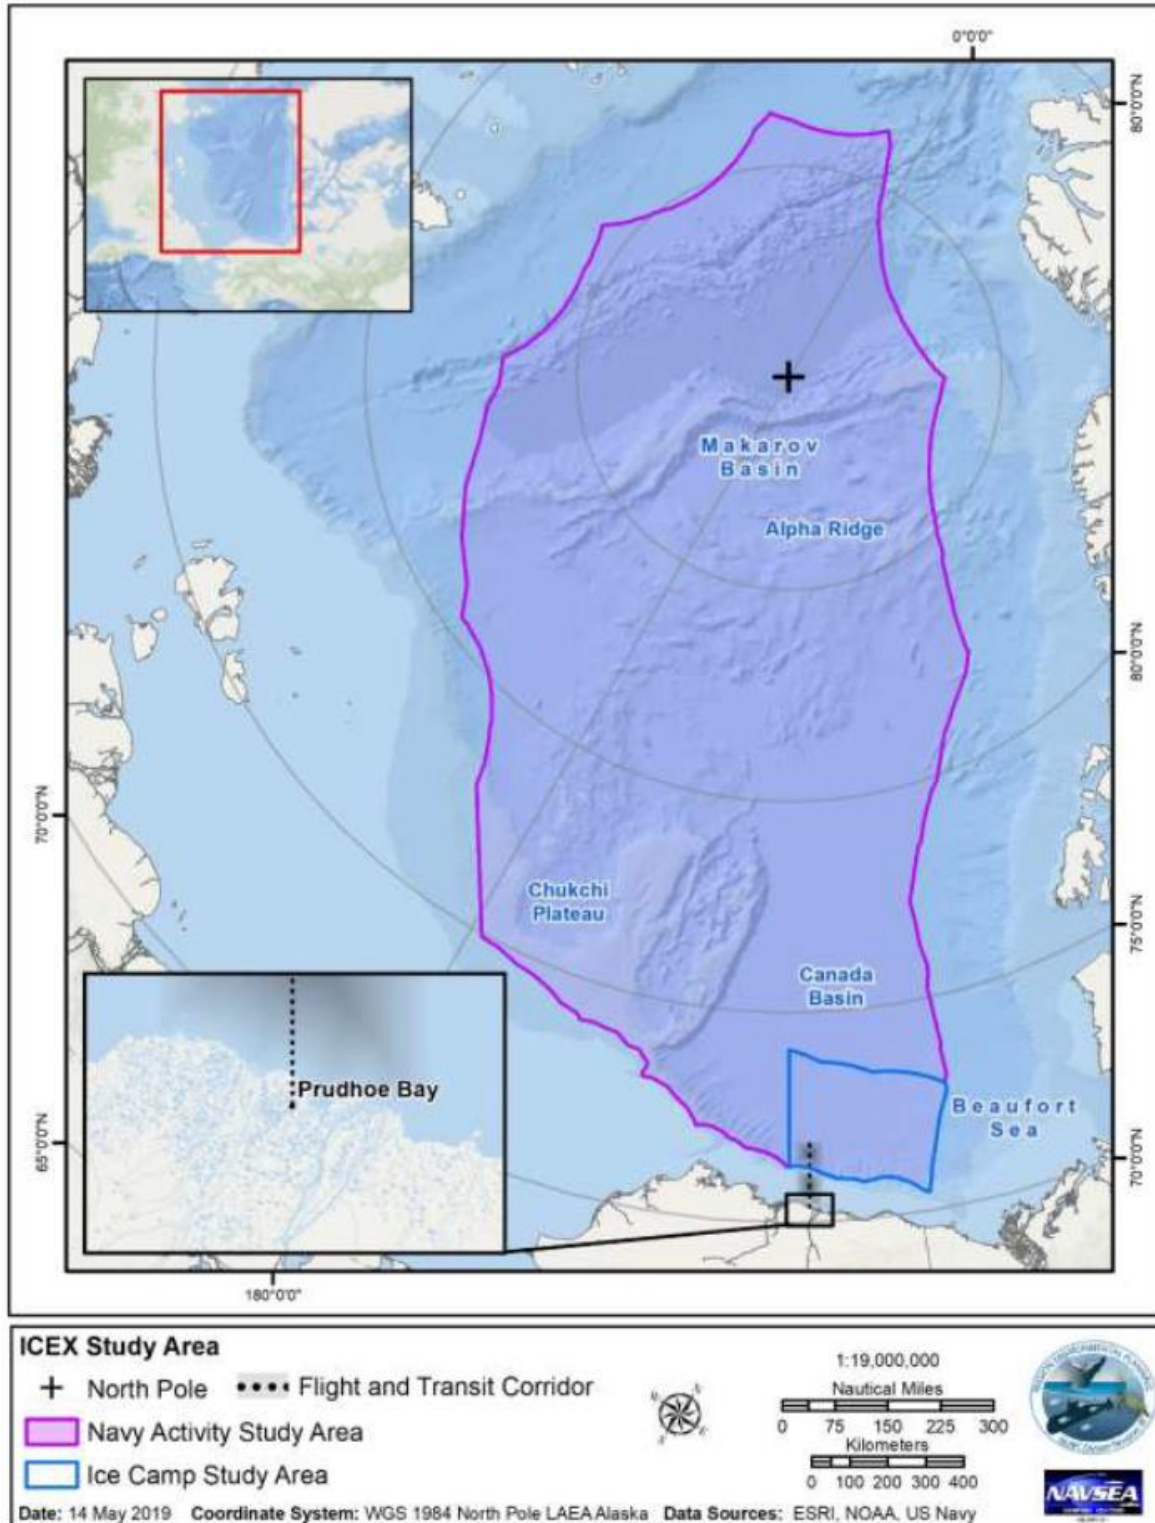 0°0'0"
80°0'0"N
Makarov
Basin
Alpha Ridge
80°0'0"N
70°0'0"N
Chukchi
Plateau
75°0'0"N
Canada
Basin
Prudhoe Bay
Beaufort
Sea
65°0'0"N
70°0'0"N
180°0'0"
ICEX Study Area
North Pole
Flight and Transit Corridor
Navy Activity Study Area
Ice Camp Study Area
1:19,000,000
Nautical Miles
0 75 150 225 300
Kilometers
0 100 200 300 400
NAVSEA
Date: 14 May 2019 Coordinate System: WGS 1984 North Pole LAEA Alaska Data Sources: ESRI, NOAA, US Navy